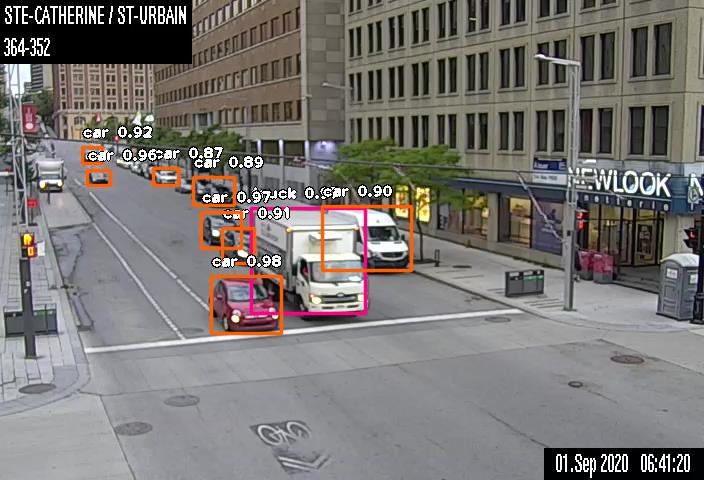 STE-CATHERINE / ST-URBAIN
364-352
car 0.92
car 0.96
car 0.87
car 0.89
car 0.97
car 0.90
car 0.91
car 0.98
NEWLOOK
01.Sep 2020 06:41:20